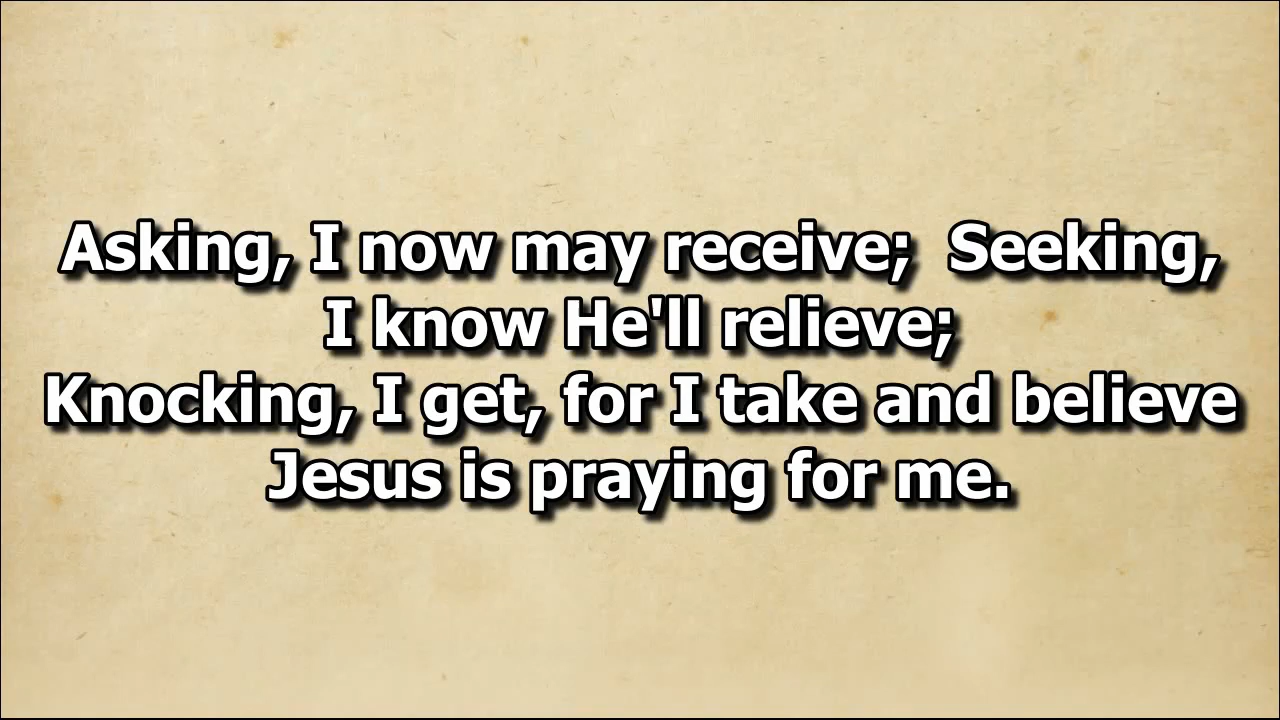 Asking, I now may receive;  Seeking,
I know He'll relieve;
Knocking, I get, for I take and believe
Jesus is praying for me.